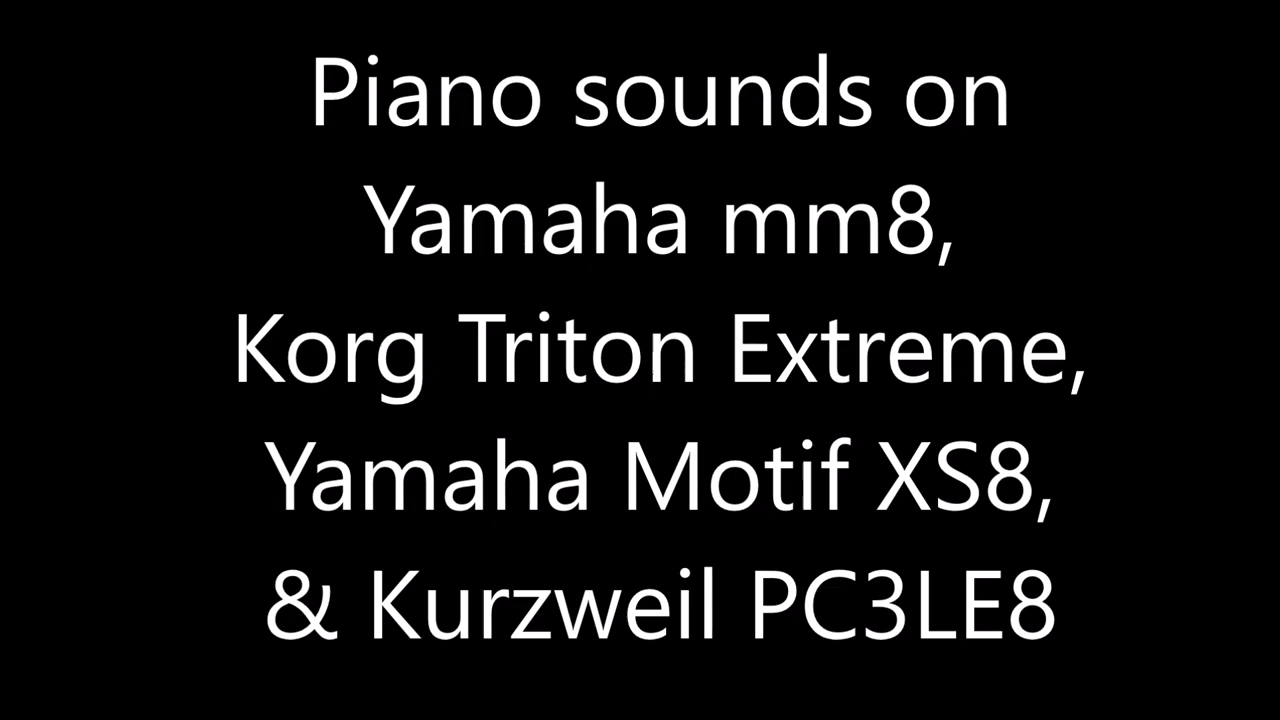 Piano sounds on
Yamaha mm8,
Korg Triton Extreme,
Yamaha Motif XS8,
& Kurzweil PC3LE8